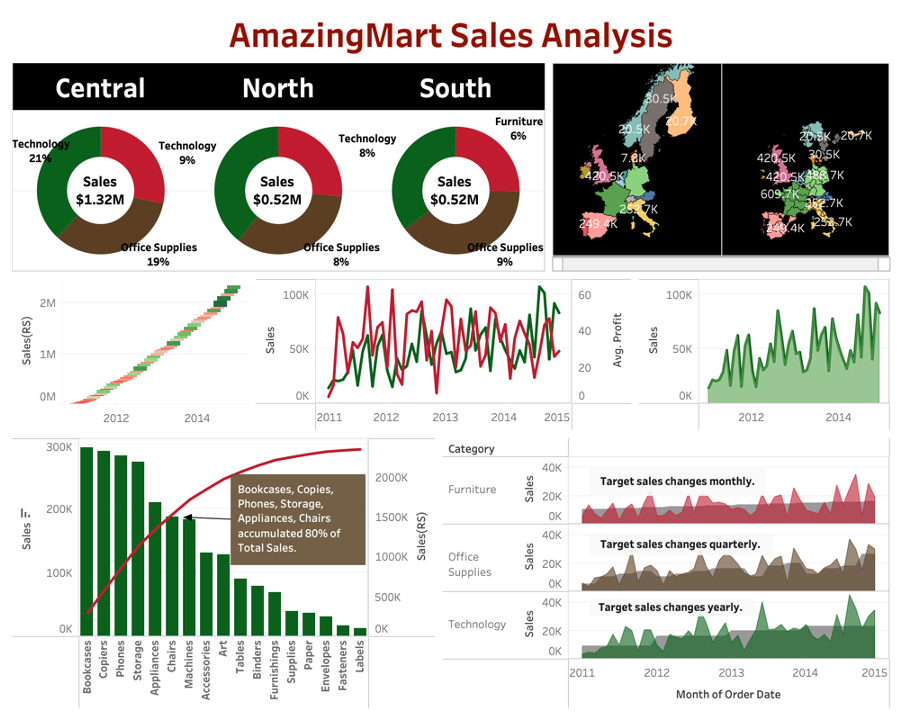 AmazingMart Sales Analysis
Central
North
South
Technology
21%
Sales
$1.32M
Office Supplies
19%
Technology
9%
Sales
$0.52M
Office Supplies
8%
Technology
8%
Furniture
6%
Sales
$0.52M
Office Supplies
9%
30.5K
20.7K
20.5K
420.5K
252.7K
249.4K
20.5K
20.7K
30.5K
420.5K
420.5K
609.7K
252.7K
249.4K
Sales(RS)
2M
1M
0M
2012
2014
Sales
100K
50K
0K
2011
2012
2013
2014
2015
60
40
20
0
Avg. Profit
Sales
100K
50K
0K
2012
2014
Sales
300K
200K
100K
0K
Bookcases, Copies,
Phones, Storage,
Appliances, Chairs
accumulated 80% of
Total Sales.
2000K
1500K
1000K
500K
0K
Sales(RS)
Bookcases
Copiers
Phones
Storage
Appliances
Chairs
Machines
Accessories
Art
Tables
Binders
Furnishings
Supplies
Paper
Envelopes
Fasteners
Labels
Category
Furniture
Sales
40K
20K
0K
Target sales changes monthly.
Office
Supplies
Sales
40K
20K
0K
Target sales changes quarterly.
Technology
Sales
40K
20K
0K
Target sales changes yearly.
2011
2012
2013
2014
2015
Month of Order Date